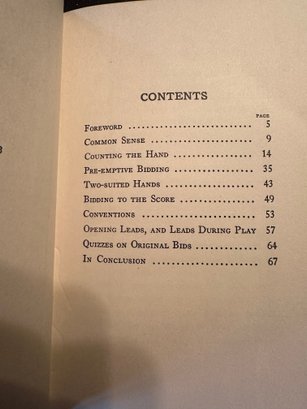 CONTENTS
PAGE
Foreword .............................. 5
Common Sense ........................ 9
Counting the Hand .................. 14
Pre-emptive Bidding ................ 35
Two-suited Hands ................... 43
Bidding to the Score ............... 49
Conventions ......................... 53
Opening Leads, and Leads During Play 57
Quizzes on Original Bids ........... 64
In Conclusion ....................... 67